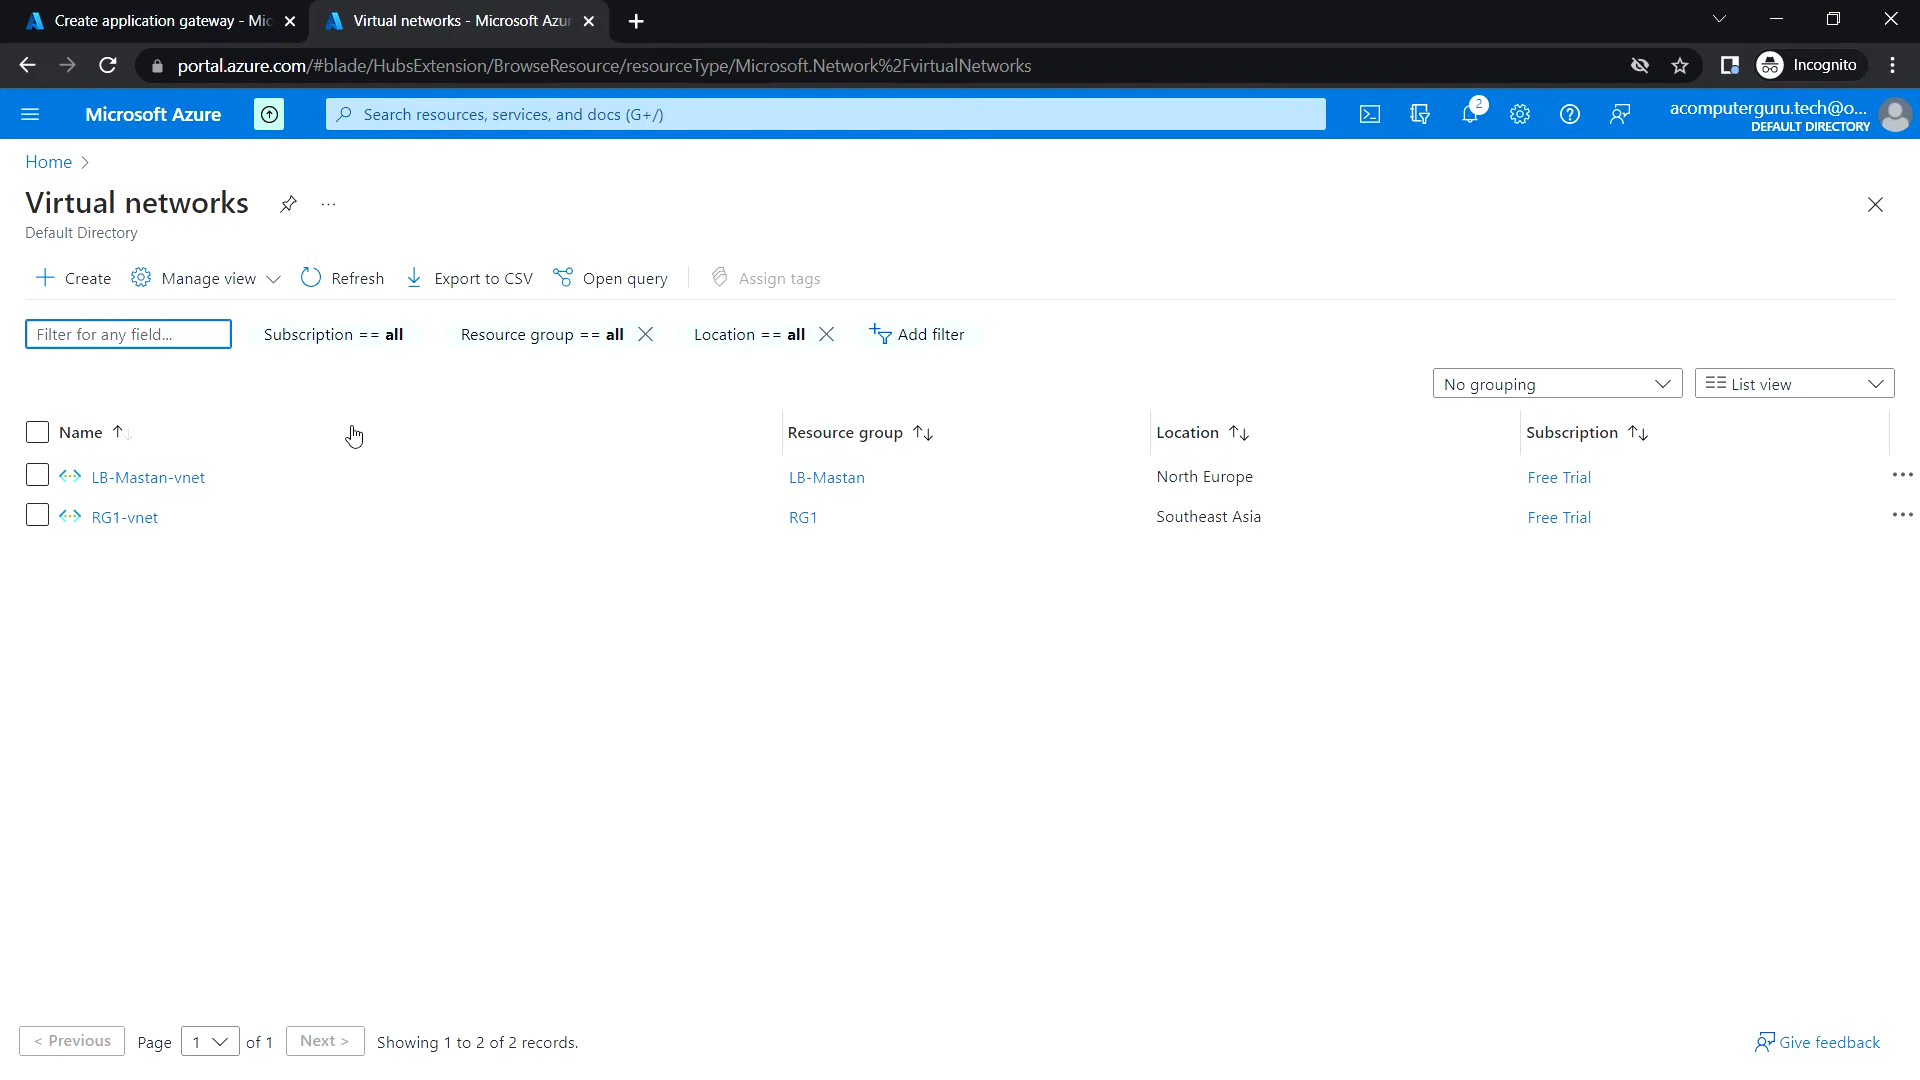 Create application gateway - Mic
Virtual networks - Microsoft Azur
portal.azure.com/#blade/HubsExtension/BrowseResource/resourceType/Microsoft.Network%2FvirtualNetworks
Incognito
Microsoft Azure
Search resources, services, and docs (G+/)
2
acomputerguru.tech@o...
DEFAULT DIRECTORY
Home
Virtual networks
Default Directory
Create
Manage view
Refresh
Export to CSV
Open query
Assign tags
Filter for any field...
Subscription == all
Resource group == all
Location == all
Add filter
No grouping
List view
Name
Resource group
Location
Subscription
LB-Mastan-vnet
LB-Mastan
North Europe
Free Trial
RG1-vnet
RG1
Southeast Asia
Free Trial
< Previous
Page 1 of 1
Next >
Showing 1 to 2 of 2 records.
Give feedback